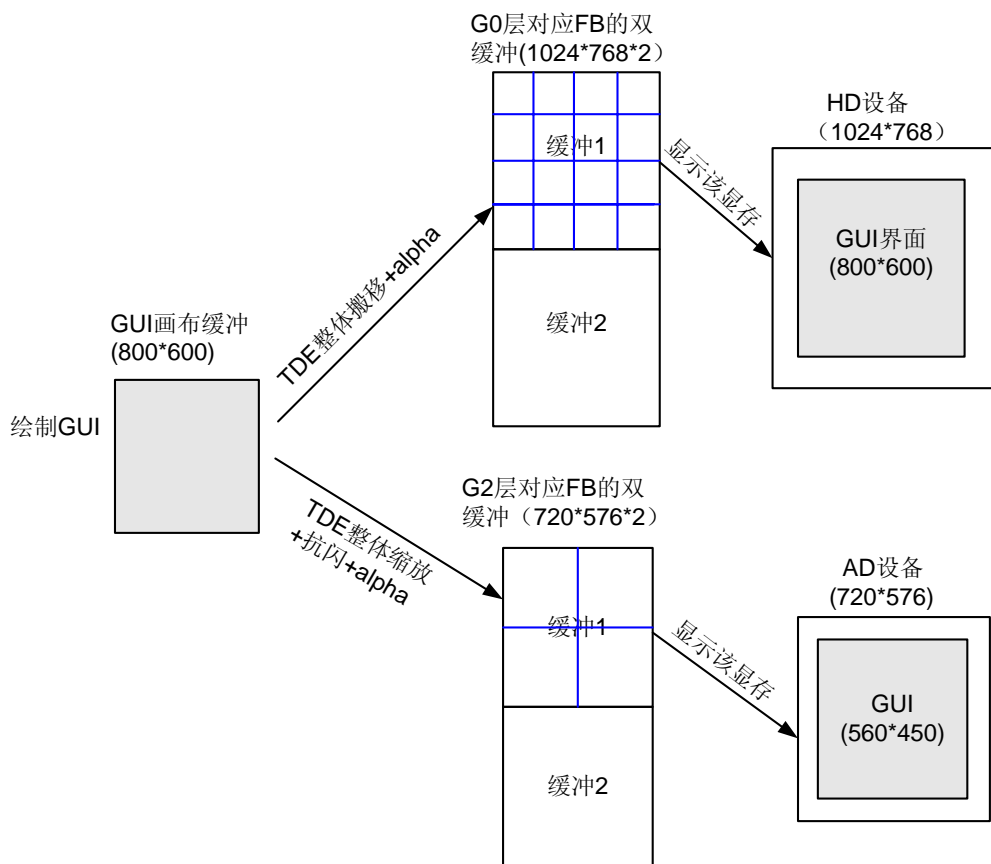 G0层对应FB的双
缓冲(1024*768*2）
缓冲1
缓冲2
HD设备
（1024*768）
显示该显存
GUI界面
(800*600)
TDE整体搬移+alpha
GUI画布缓冲
(800*600)
绘制GUI
TDE整体缩放
+抗闪+alpha
G2层对应FB的双
缓冲（720*576*2）
缓冲1
缓冲2
显示该显存
AD设备
(720*576)
GUI
(560*450)